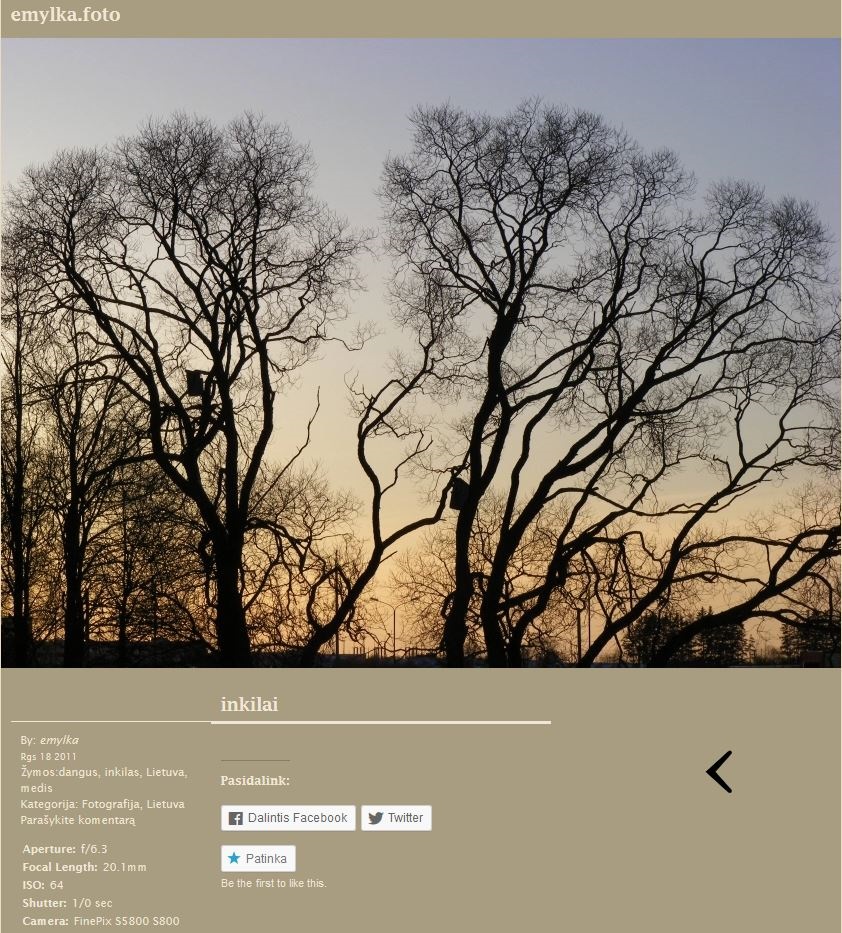 emylka.foto
inkilai
By: emylka
Rgs 18 2011
Žymos:dangus, inkilas, Lietuva,
medis
Kategorija: Fotografija, Lietuva
Parašykite komentarą
Aperture: f/6.3
Focal Length: 20.1mm
ISO: 64
Shutter: 1/0 sec
Camera: FinePix S5800 S800
Pasidalink:
Dalintis Facebook
Twitter
Patinka
Be the first to like this.